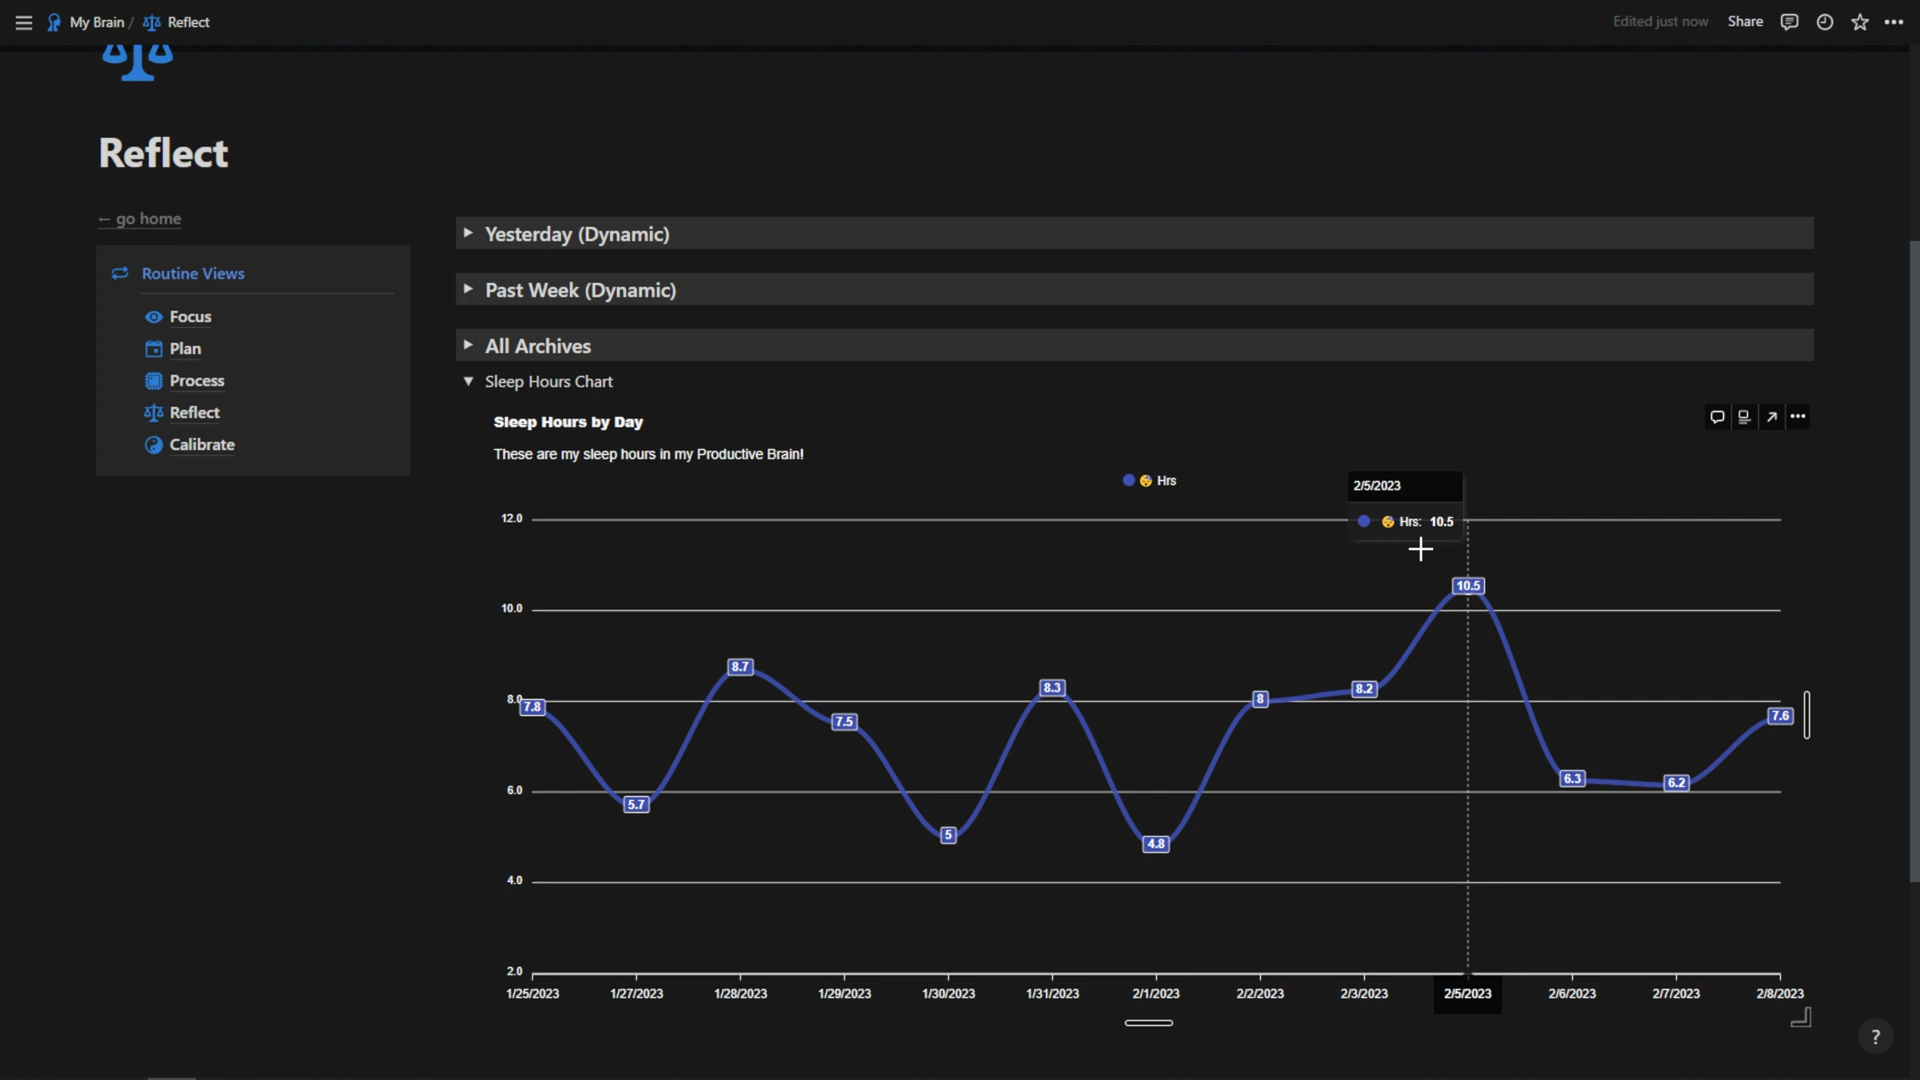 My Brain / Reflect
Edited just now Share
Reflect
← go home
Routine Views
Focus
Plan
Process
Reflect
Calibrate
Yesterday (Dynamic)
Past Week (Dynamic)
All Archives
Sleep Hours Chart
Sleep Hours by Day
These are my sleep hours in my Productive Brain!
😴 Hrs
2/5/2023
😴 Hrs: 10.5
12.0
10.0
8.0
6.0
4.0
2.0
7.8
5.7
8.7
7.5
5
8.3
4.8
8
8.2
10.5
6.3
6.2
7.6
1/25/2023 1/27/2023 1/28/2023 1/29/2023 1/30/2023 1/31/2023 2/1/2023 2/2/2023 2/3/2023 2/5/2023 2/6/2023 2/7/2023 2/8/2023
?